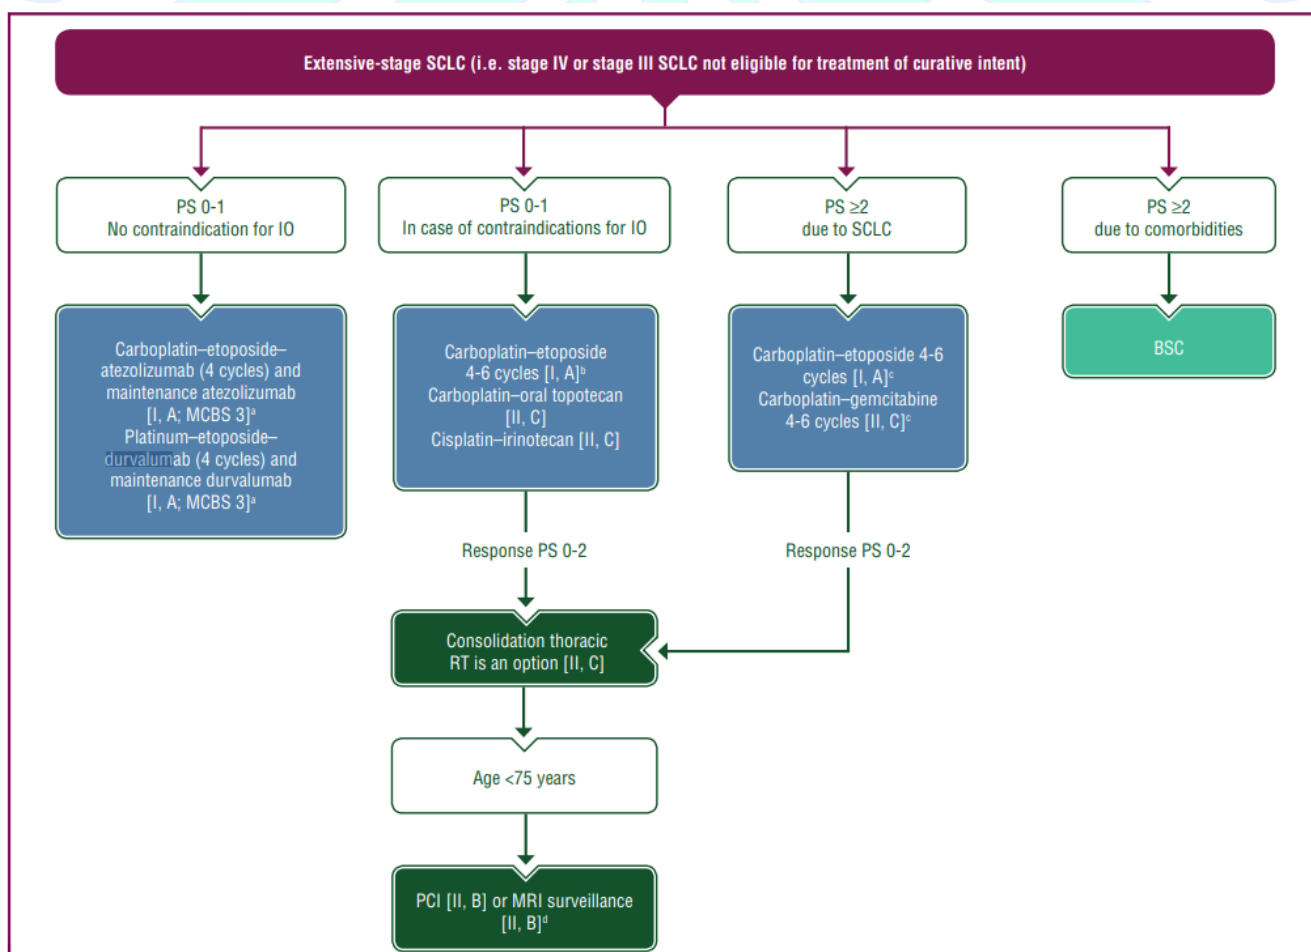 Extensive-stage SCLC (i.e. stage IV or stage III SCLC not eligible for treatment of curative intent)
PS 0-1
No contraindication for IO
PS 0-1
In case of contraindications for IO
PS ≥2
due to SCLC
PS ≥2
due to comorbidities
Carboplatin–etoposide–
atezolizumab (4 cycles) and
maintenance atezolizumab
[I, A; MCBS 3]ᵃ
Platinum–etoposide–
durvalumab (4 cycles) and
maintenance durvalumab
[I, A; MCBS 3]ᵃ
Carboplatin–etoposide
4-6 cycles [I, A]ᵇ
Carboplatin–oral topotecan
[II, C]
Cisplatin–irinotecan [II, C]
Carboplatin–etoposide 4-6
cycles [I, A]ᶜ
Carboplatin–gemcitabine
4-6 cycles [II, C]ᶜ
BSC
Response PS 0-2
Response PS 0-2
Consolidation thoracic
RT is an option [II, C]
Age <75 years
PCI [II, B] or MRI surveillance
[II, B]ᵈ